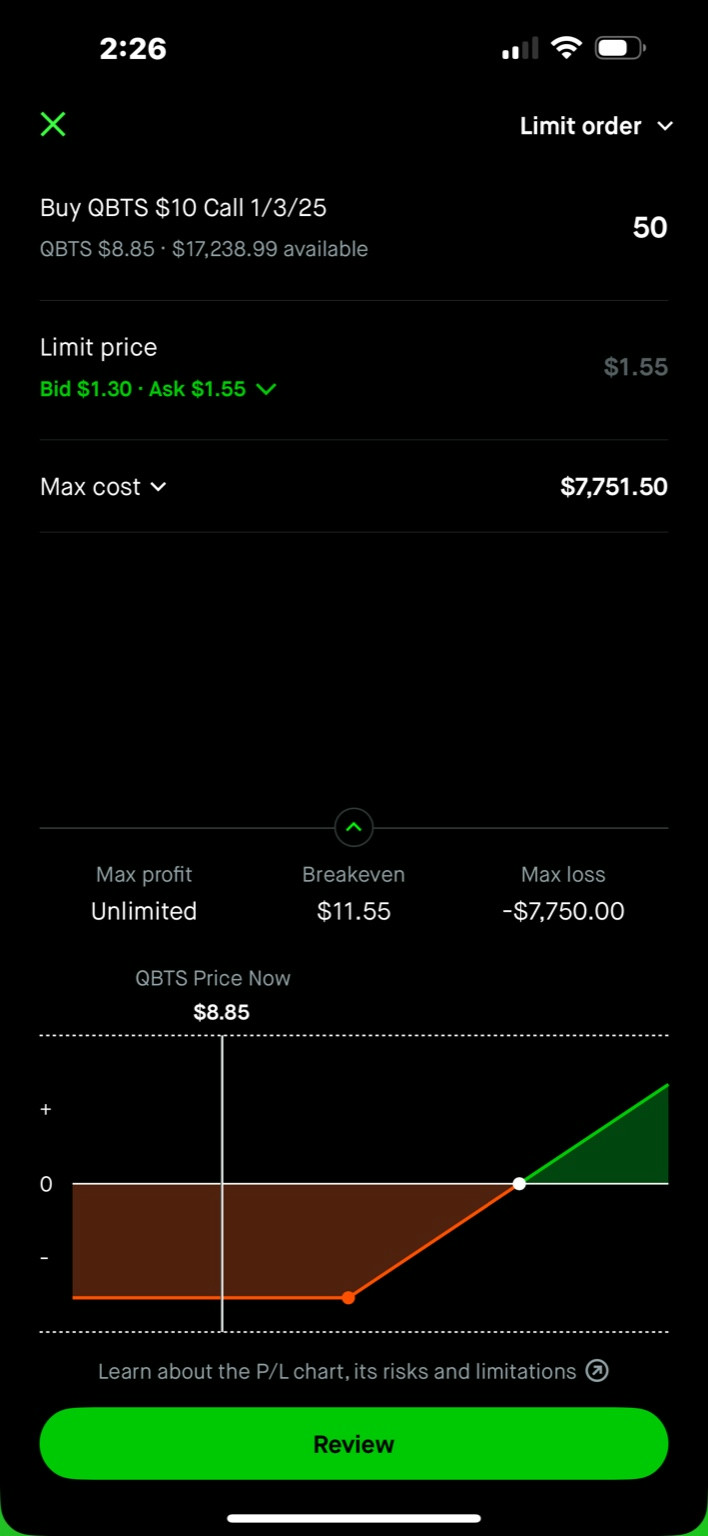 2:26
Limit order
Buy QBTS $10 Call 1/3/25
50
QBTS $8.85 · $17,238.99 available
Limit price
$1.55
Bid $1.30 · Ask $1.55
Max cost
$7,751.50
Max profit Breakeven Max loss
Unlimited $11.55 -$7,750.00
QBTS Price Now
$8.85
+
0
-
Learn about the P/L chart, its risks and limitations
Review